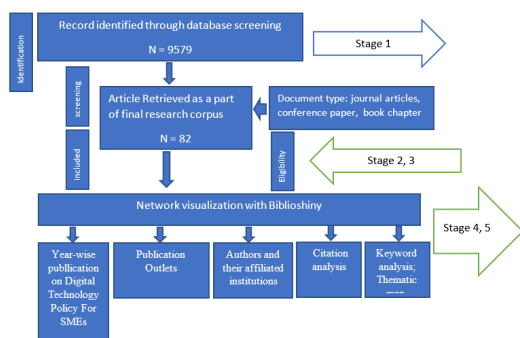 Identification
Record identified through database screening
N = 9579
Stage 1
screening
Article Retrieved as a part
of final research corpus
N = 82
Document type: journal articles,
conference paper, book chapter
included
Eligibility
Stage 2, 3
Network visualization with Biblioshiny
Stage 4, 5
Year-wise
publlication
on Digital
Technology
Policy For
SMEs
Publication
Outlets
Authors and
their affiliated
institutions
Citation
analysis
Keyword
analysis;
Thematic